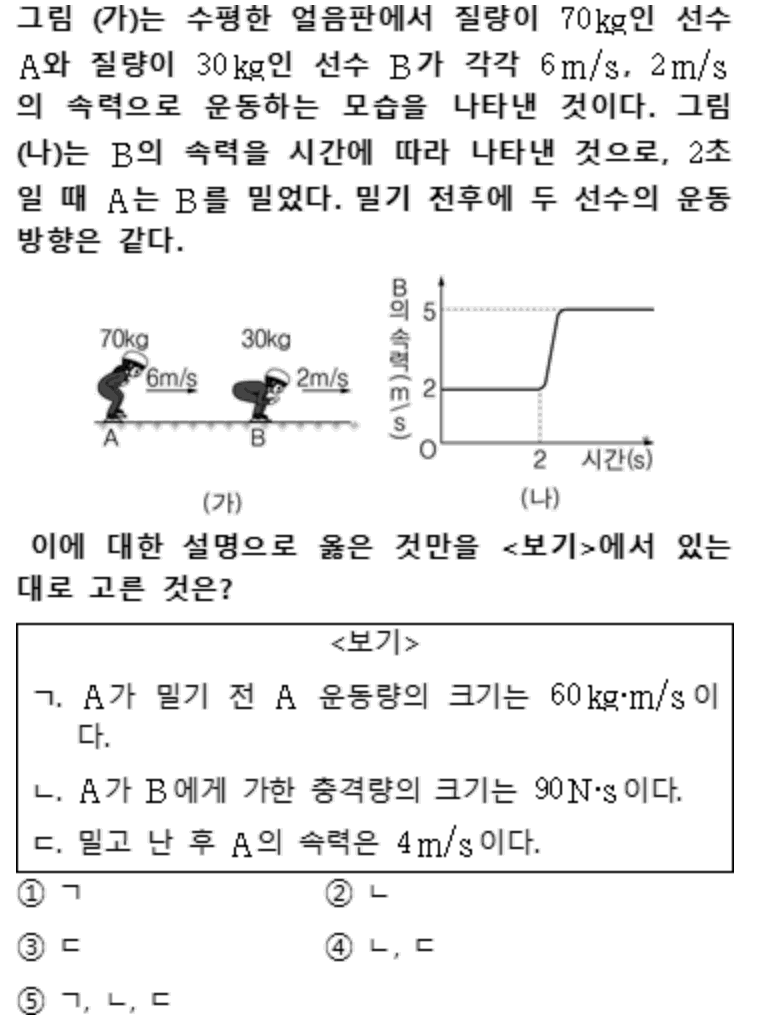 그림 (가)는 수평한 얼음판에서 질량이 70kg인 선수
A와 질량이 30kg인 선수 B가 각각 6m/s, 2m/s
의 속력으로 운동하는 모습을 나타낸 것이다. 그림
(나)는 B의 속력을 시간에 따라 나타낸 것으로, 2초
일 때 A는 B를 밀었다. 밀기 전후에 두 선수의 운동
방향은 같다.
70kg
6m/s
A
30kg
2m/s
B
(가)
B의 속력(m/s)
5
2
O
2
시간(s)
(나)
이에 대한 설명으로 옳은 것만을 <보기>에서 있는
대로 고른 것은?
<보기>
ㄱ. A가 밀기 전 A 운동량의 크기는 60kg·m/s이
다.
ㄴ. A가 B에게 가한 충격량의 크기는 90N·s이다.
ㄷ. 밀고 난 후 A의 속력은 4m/s이다.
① ㄱ
② ㄴ
③ ㄷ
④ ㄴ, ㄷ
⑤ ㄱ, ㄴ, ㄷ